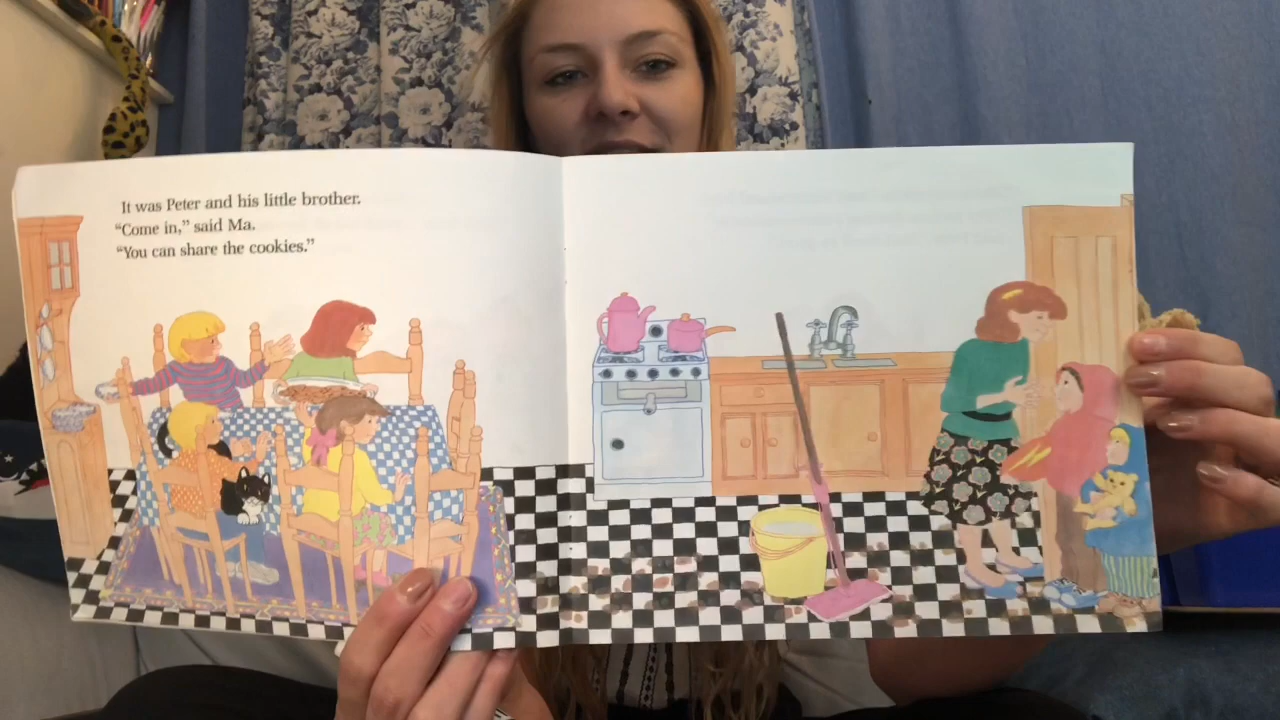 It was Peter and his little brother.
“Come in,” said Ma.
“You can share the cookies.”